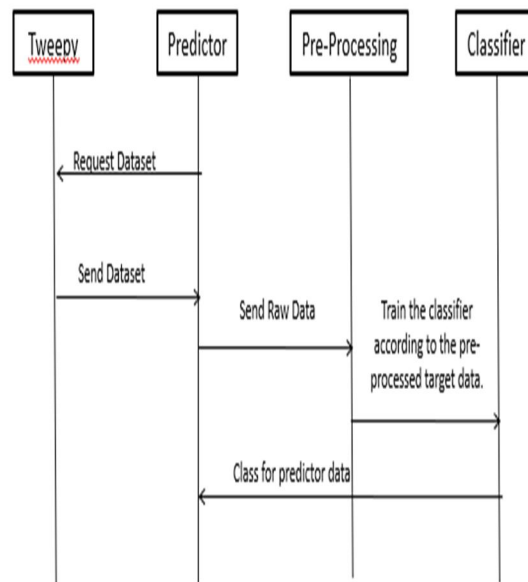 Tweepy
Predictor
Pre-Processing
Classifier
Request Dataset
Send Dataset
Send Raw Data
Train the classifier
according to the pre-
processed target data.
Class for predictor data